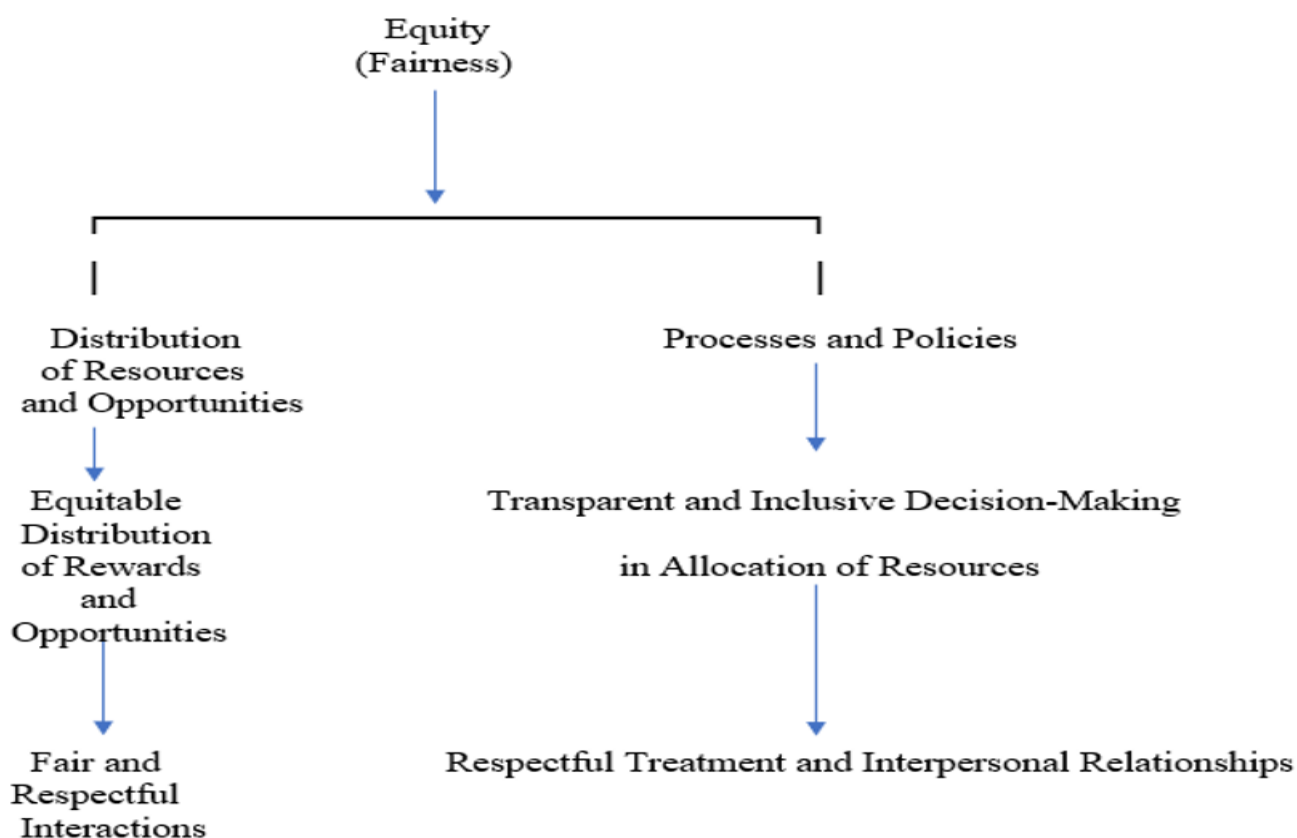 Equity
(Fairness)
Distribution
of Resources
and Opportunities
Processes and Policies
Equitable
Distribution
of Rewards
and
Opportunities
Transparent and Inclusive Decision-Making
in Allocation of Resources
Fair and
Respectful
Interactions
Respectful Treatment and Interpersonal Relationships